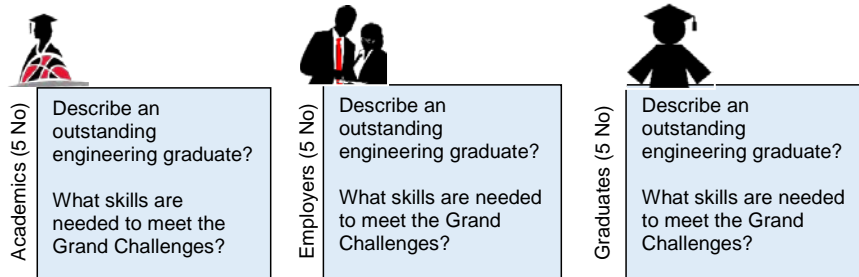 Academics (5 No)
Describe an
outstanding
engineering graduate?
What skills are
needed to meet the
Grand Challenges?
Employers (5 No)
Describe an
outstanding
engineering graduate?
What skills are needed
to meet the Grand
Challenges?
Graduates (5 No)
Describe an
outstanding
engineering graduate?
What skills are needed
to meet the Grand
Challenges?